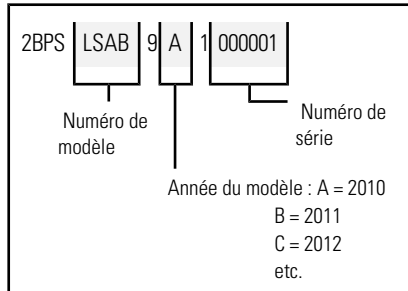 2BPS LSAB 9 A 1 000001
Numéro de
modèle
Numéro de
série
Année du modèle : A = 2010
B = 2011
C = 2012
etc.